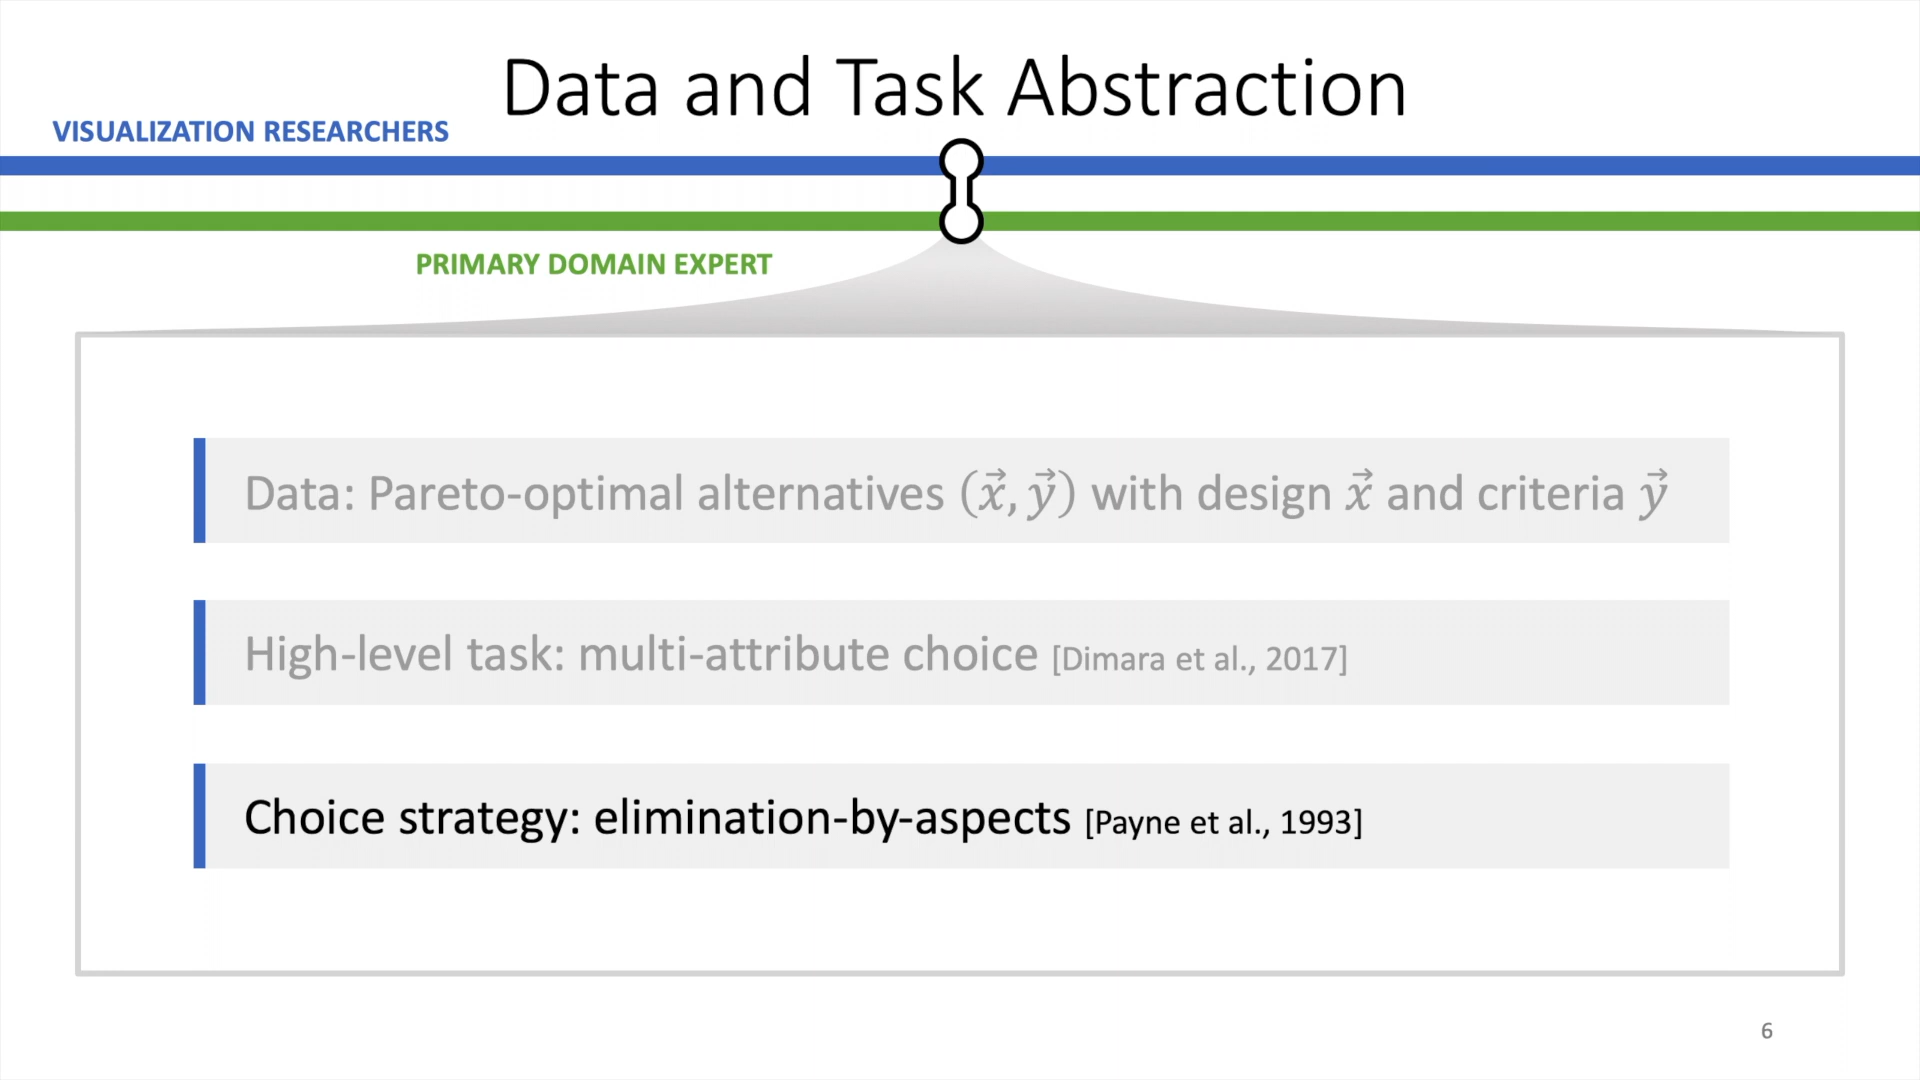 Data and Task Abstraction
VISUALIZATION RESEARCHERS
PRIMARY DOMAIN EXPERT
Data: Pareto-optimal alternatives (x⃗, y⃗) with design x⃗ and criteria y⃗
High-level task: multi-attribute choice [Dimara et al., 2017]
Choice strategy: elimination-by-aspects [Payne et al., 1993]
6